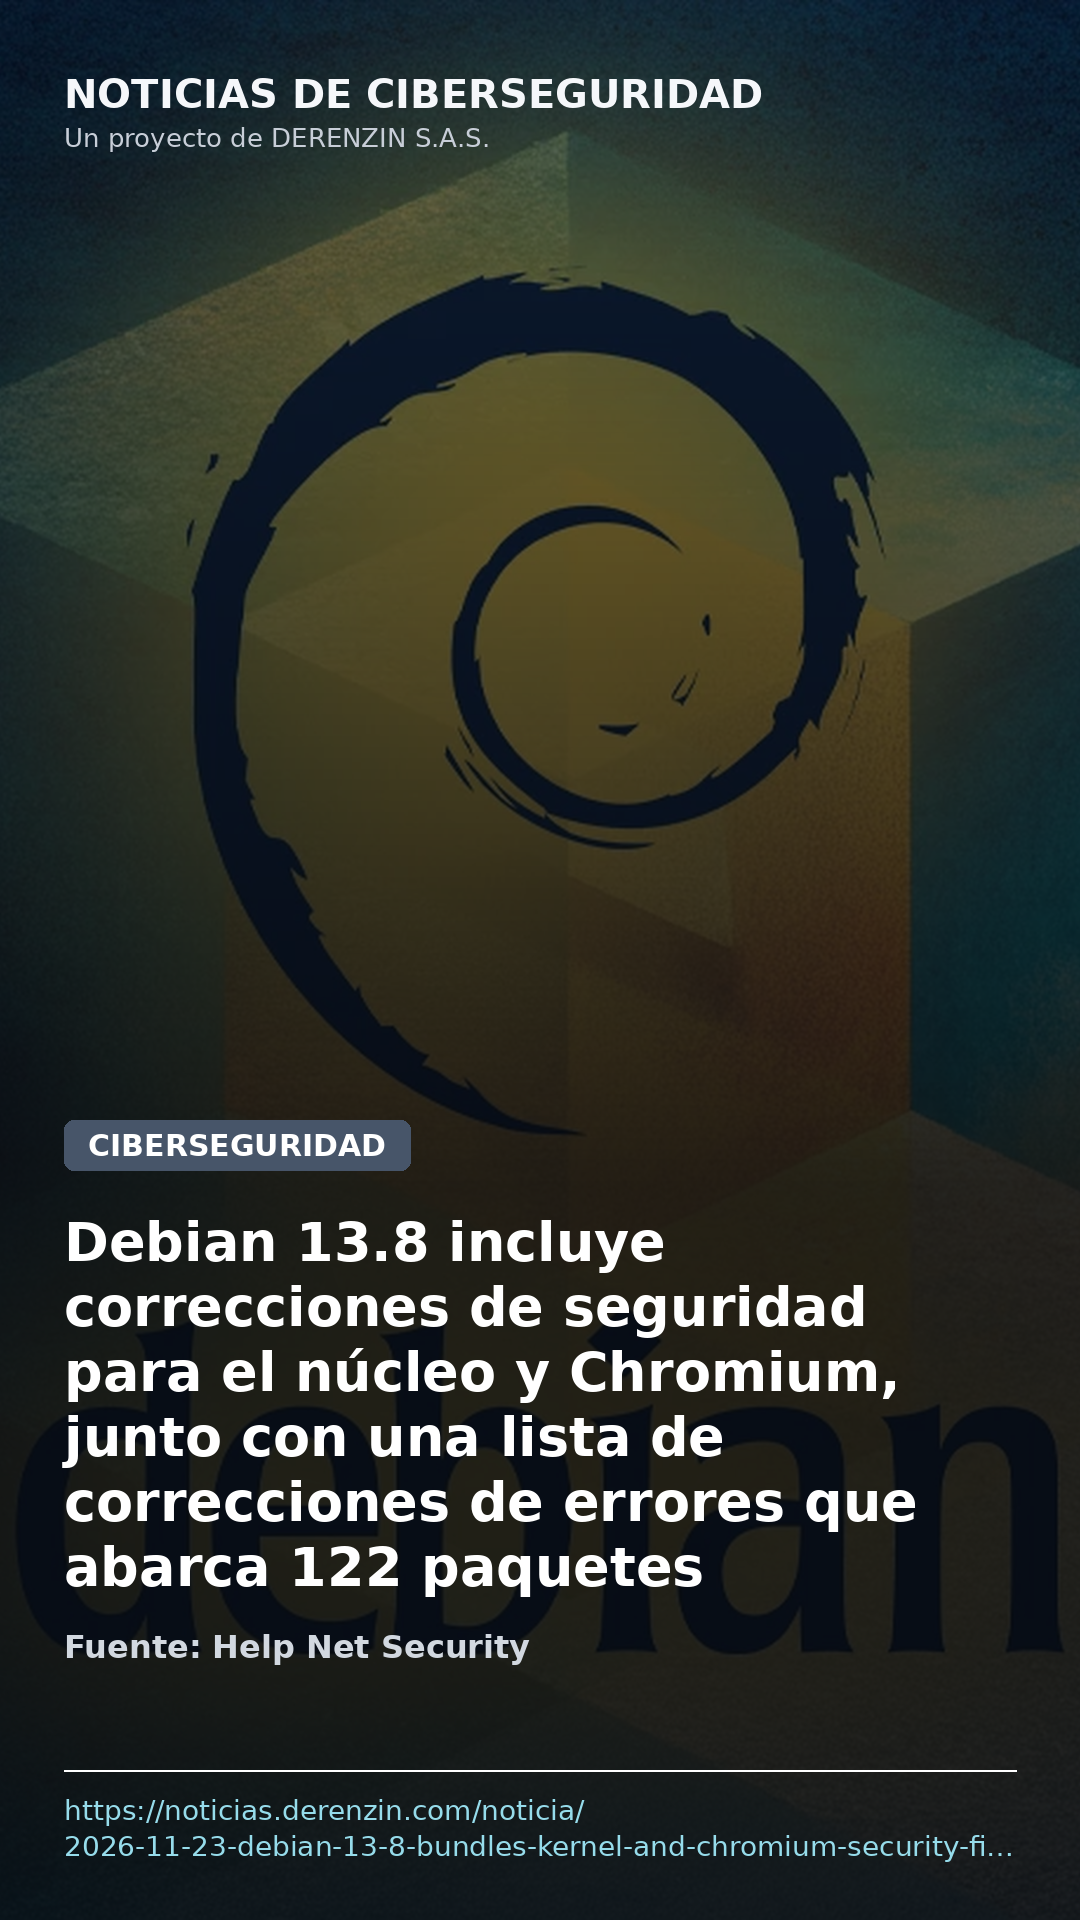 NOTICIAS DE CIBERSEGURIDAD
Un proyecto de DERENZIN S.A.S.
CIBERSEGURIDAD
Debian 13.8 incluye
correcciones de seguridad
para el núcleo y Chromium,
junto con una lista de
correcciones de errores que
abarca 122 paquetes
debian
Fuente: Help Net Security
https://noticias.derenzin.com/noticia/
2026-11-23-debian-13-8-bundles-kernel-and-chromium-security-fi...